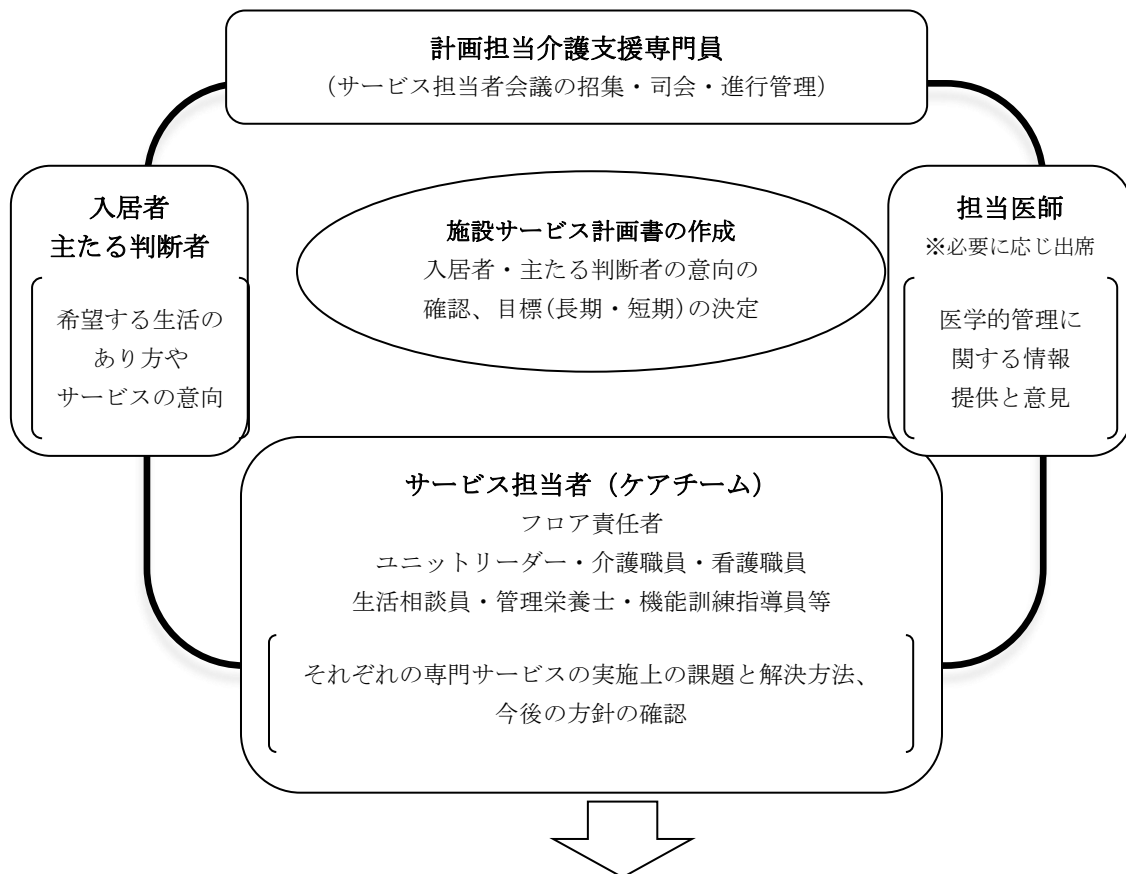 計画担当介護支援専門員
(サービス担当者会議の招集・司会・進行管理)
入居者
主たる判断者
希望する生活の
あり方や
サービスの意向
施設サービス計画書の作成
入居者・主たる判断者の意向の
確認、目標(長期・短期)の決定
担当医師
※必要に応じ出席
医学的管理に
関する情報
提供と意見
サービス担当者（ケアチーム）
フロア責任者
ユニットリーダー・介護職員・看護職員
生活相談員・管理栄養士・機能訓練指導員等
それぞれの専門サービスの実施上の課題と解決方法、
今後の方針の確認